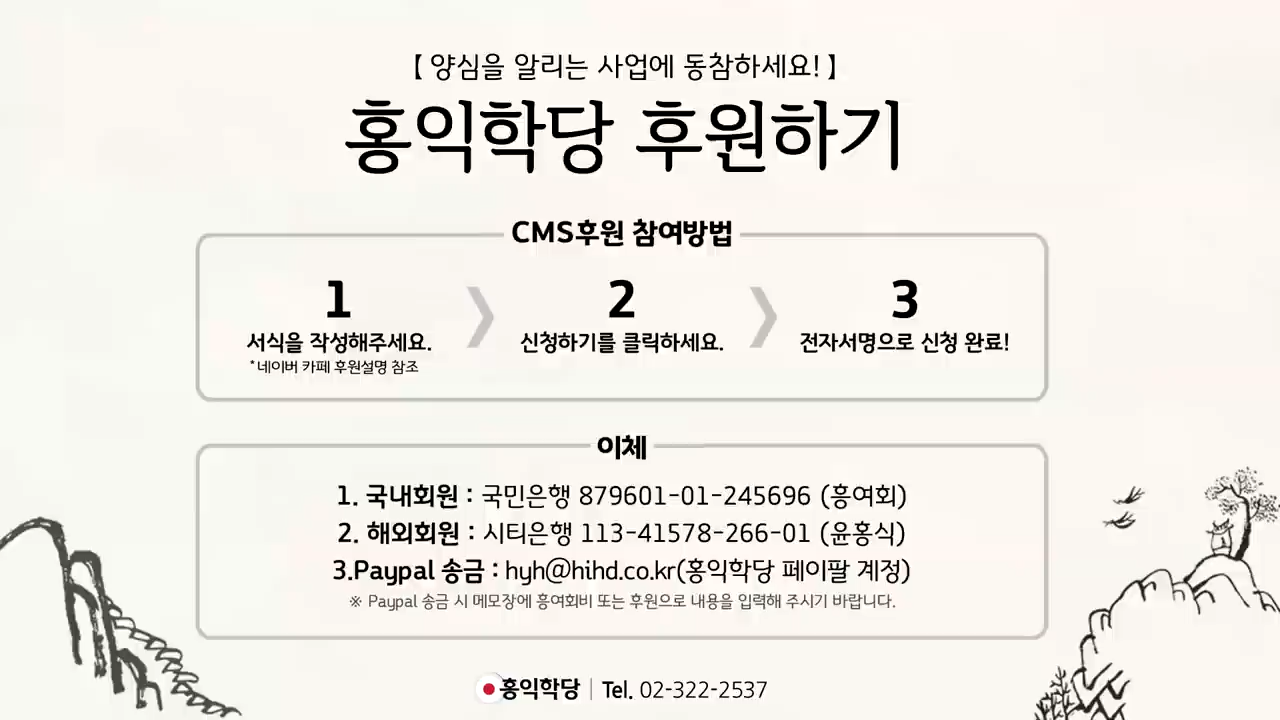 【 양심을 알리는 사업에 동참하세요! 】
홍익학당 후원하기
CMS후원 참여방법
1
서식을 작성해주세요.
*네이버 카페 후원설명 참조
2
신청하기를 클릭하세요.
3
전자서명으로 신청 완료!
이체
1. 국내회원 : 국민은행 879601-01-245696 (흥여회)
2. 해외회원 : 시티은행 113-41578-266-01 (윤홍식)
3.Paypal 송금 : hyh@hihd.co.kr(홍익학당 페이팔 계정)
※ Paypal 송금 시 메모장에 흥여회비 또는 후원으로 내용을 입력해 주시기 바랍니다.
홍익학당 | Tel. 02-322-2537